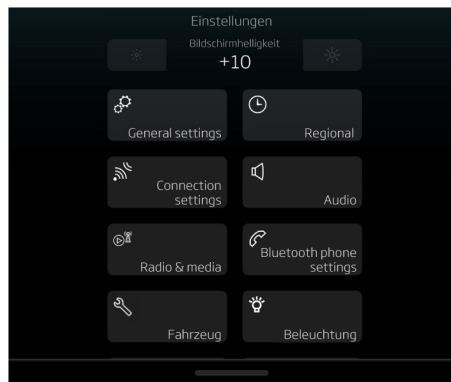 Einstellungen
Bildschirmhelligkeit
+10
General settings
Regional
Connection
settings
Audio
Radio & media
Bluetooth phone
settings
Fahrzeug
Beleuchtung